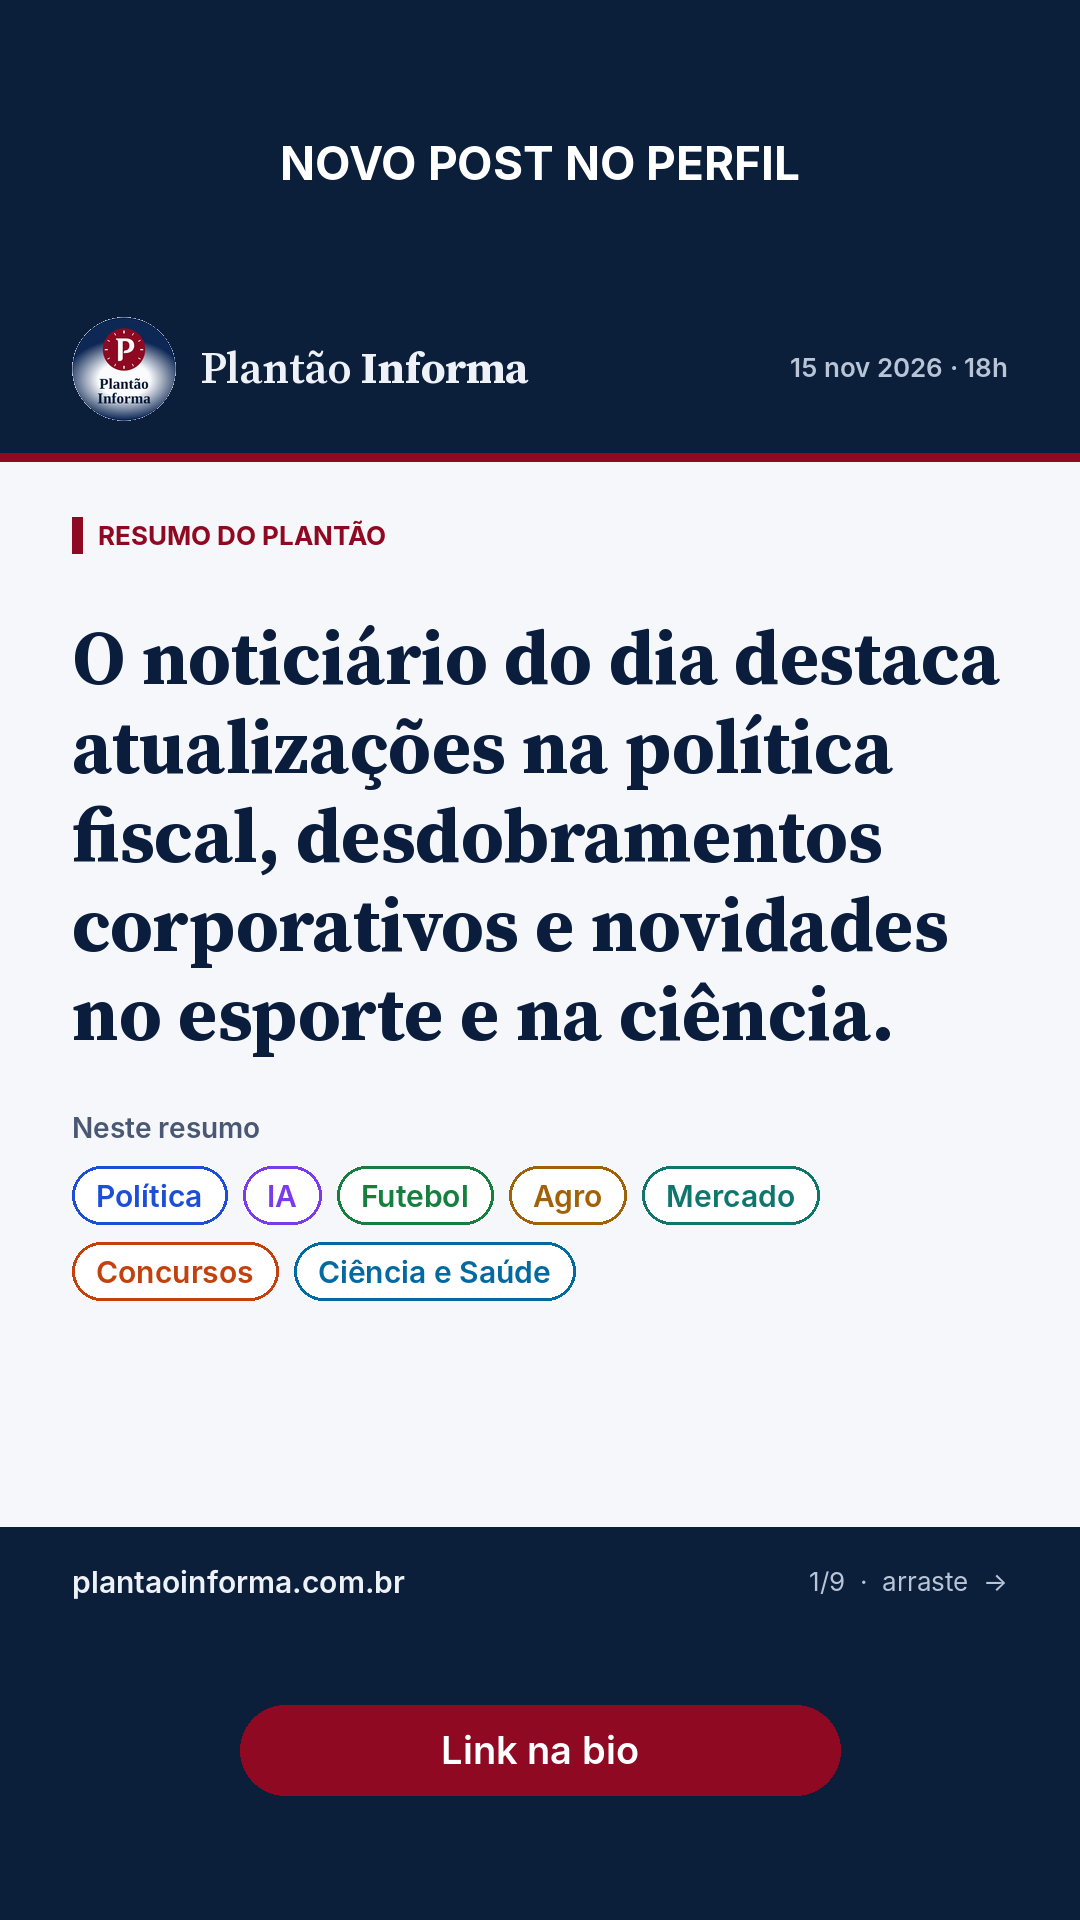 NOVO POST NO PERFIL
P
Plantão
Informa
Plantão Informa
15 nov 2026 · 18h
RESUMO DO PLANTÃO
O noticiário do dia destaca
atualizações na política
fiscal, desdobramentos
corporativos e novidades
no esporte e na ciência.
Neste resumo
Política IA Futebol Agro Mercado
Concursos Ciência e Saúde
plantaoinforma.com.br
1/9 · arraste →
Link na bio